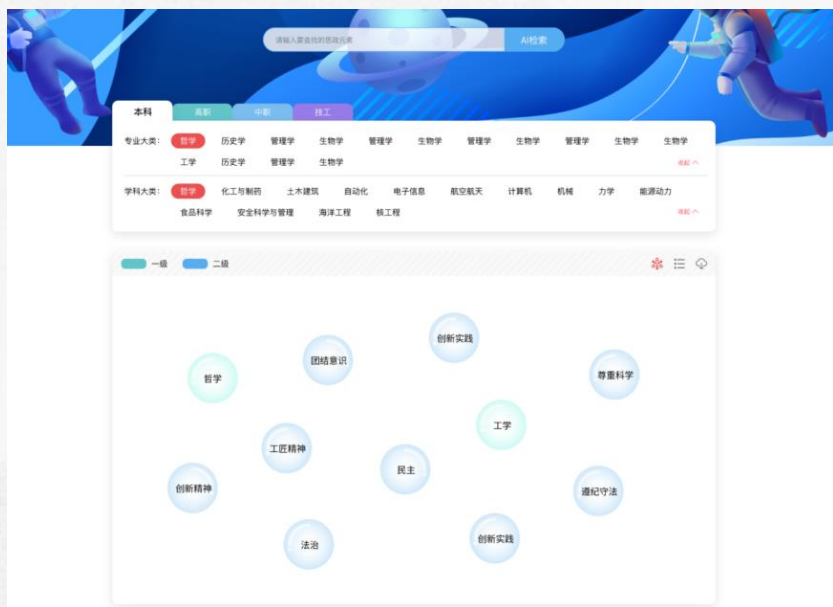 请输入要查找的思政元素 AI检索
本科 高职 中职 技工
专业大类： 哲学 历史学 管理学 生物学 管理学 生物学 管理学 生物学 管理学 生物学 生物学
工学 历史学 管理学 生物学 收起
学科大类： 哲学 化工与制药 土木建筑 自动化 电子信息 航空航天 计算机 机械 力学 能源动力
食品科学 安全科学与管理 海洋工程 核工程 收起
一级 二级
创新实践
团结意识
哲学
尊重科学
工学
工匠精神
民主
创新精神
遵纪守法
法治
创新实践